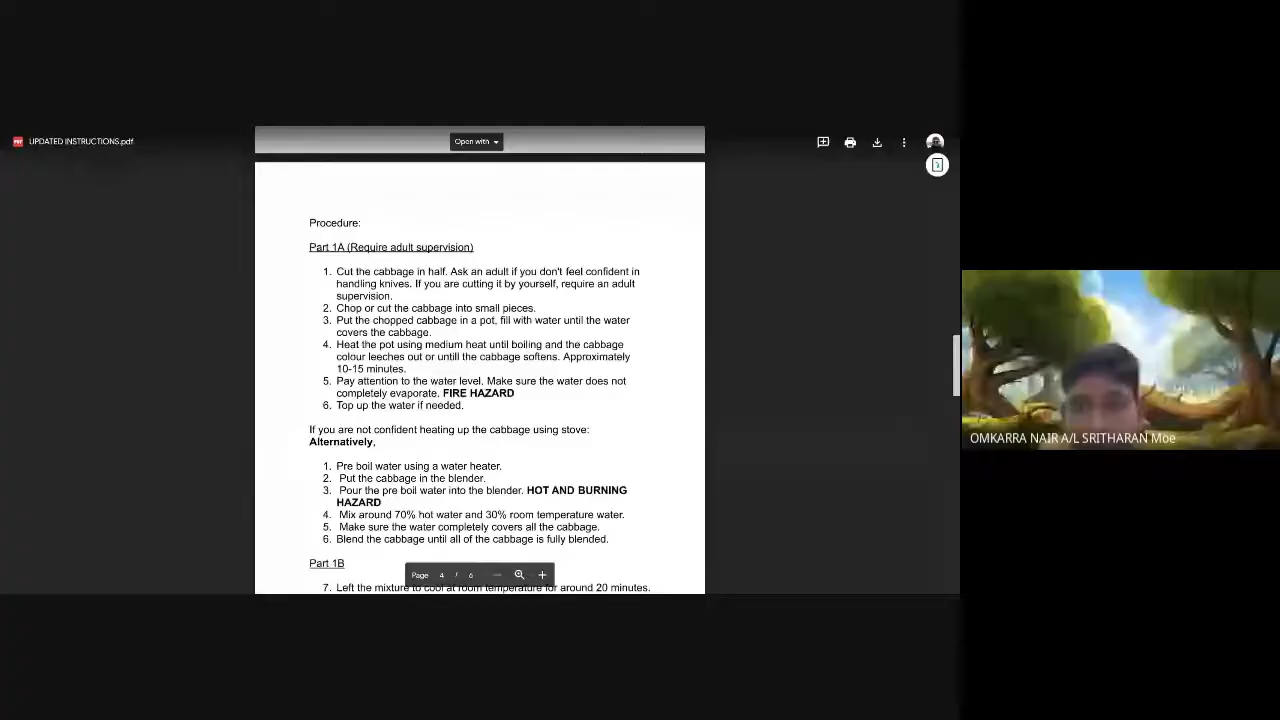 UPDATED INSTRUCTIONS.pdf
Open with
Procedure:
Part 1A (Require adult supervision)
1. Cut the cabbage in half. Ask an adult if you don't feel confident in
handling knives. If you are cutting it by yourself, require an adult
supervision.
2. Chop or cut the cabbage into small pieces.
3. Put the chopped cabbage in a pot, fill with water until the water
covers the cabbage.
4. Heat the pot using medium heat until boiling and the cabbage
colour leeches out or untill the cabbage softens. Approximately
10-15 minutes.
5. Pay attention to the water level. Make sure the water does not
completely evaporate. FIRE HAZARD
6. Top up the water if needed.
If you are not confident heating up the cabbage using stove:
Alternatively,
1. Pre boil water using a water heater.
2. Put the cabbage in the blender.
3. Pour the pre boil water into the blender. HOT AND BURNING
HAZARD
4. Mix around 70% hot water and 30% room temperature water.
5. Make sure the water completely covers all the cabbage.
6. Blend the cabbage until all of the cabbage is fully blended.
Part 1B
7. Left the mixture to cool at room temperature for around 20 minutes.
Page 4 / 6
OMKARRA NAIR A/L SRITHARAN Moe